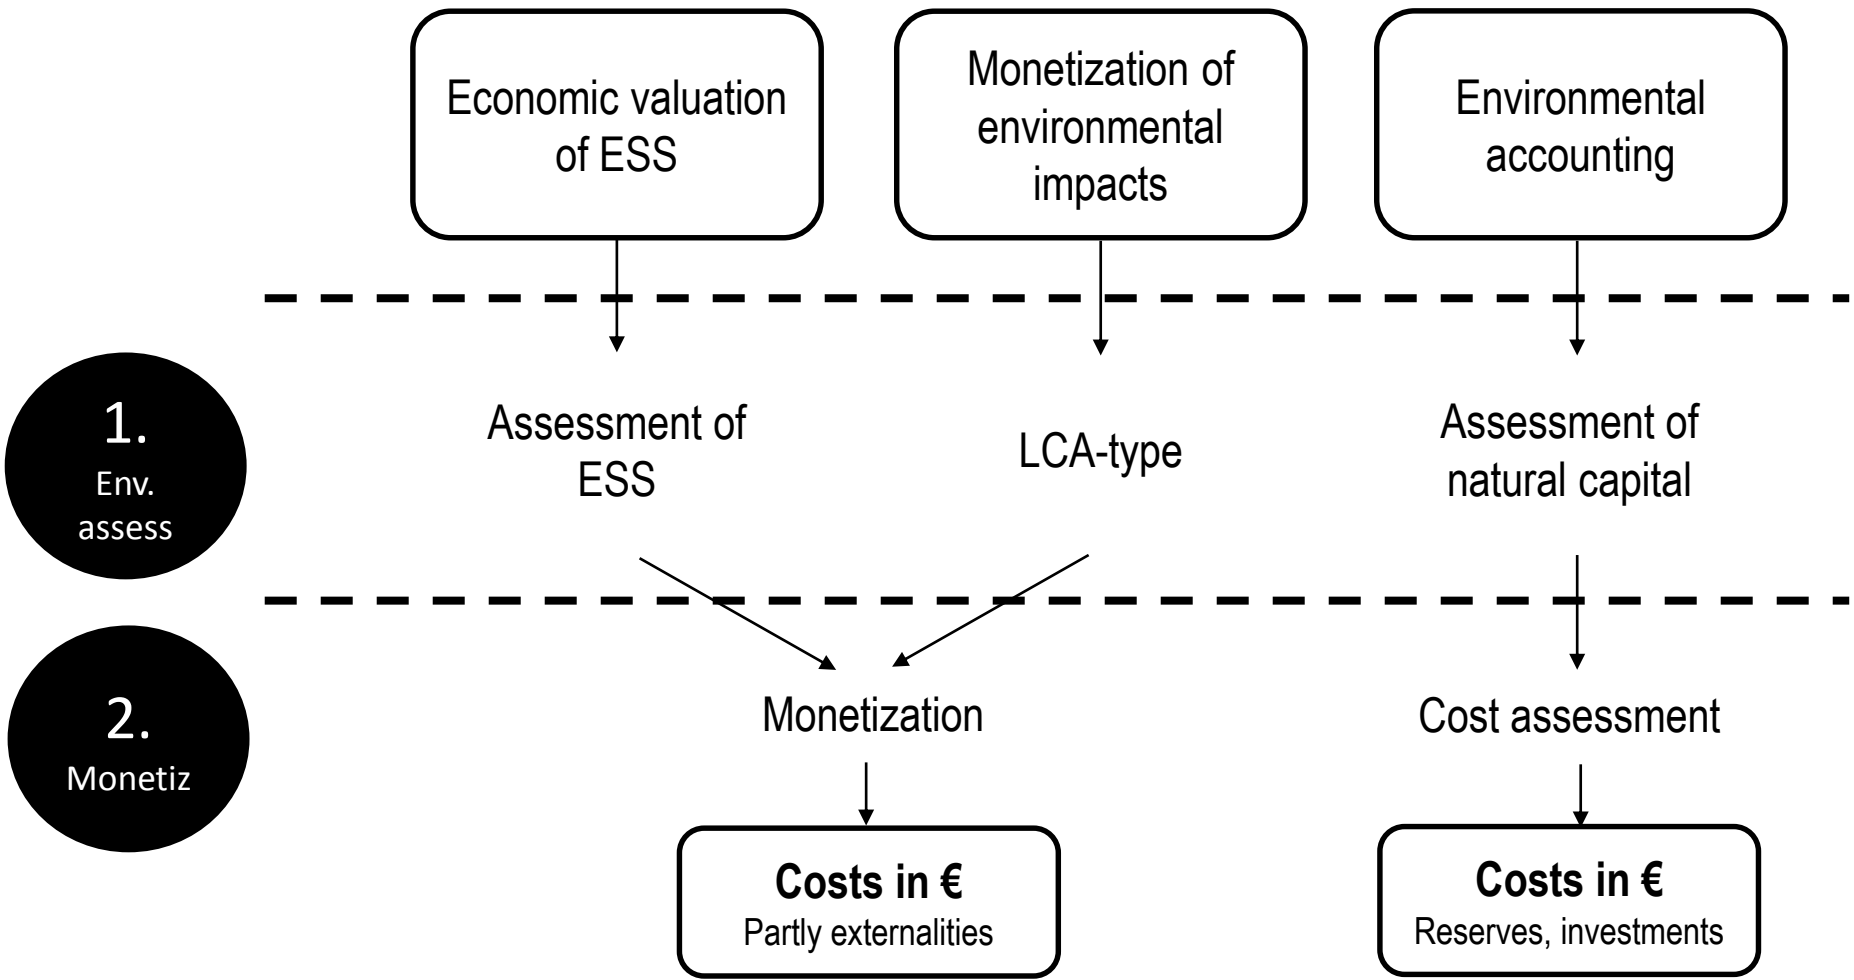 Economic valuation
of ESS
Monetization of
environmental
impacts
Environmental
accounting
1.
Env.
assess
Assessment of
ESS
LCA-type
Assessment of
natural capital
2.
Monetiz
Monetization
Cost assessment
Costs in €
Partly externalities
Costs in €
Reserves, investments